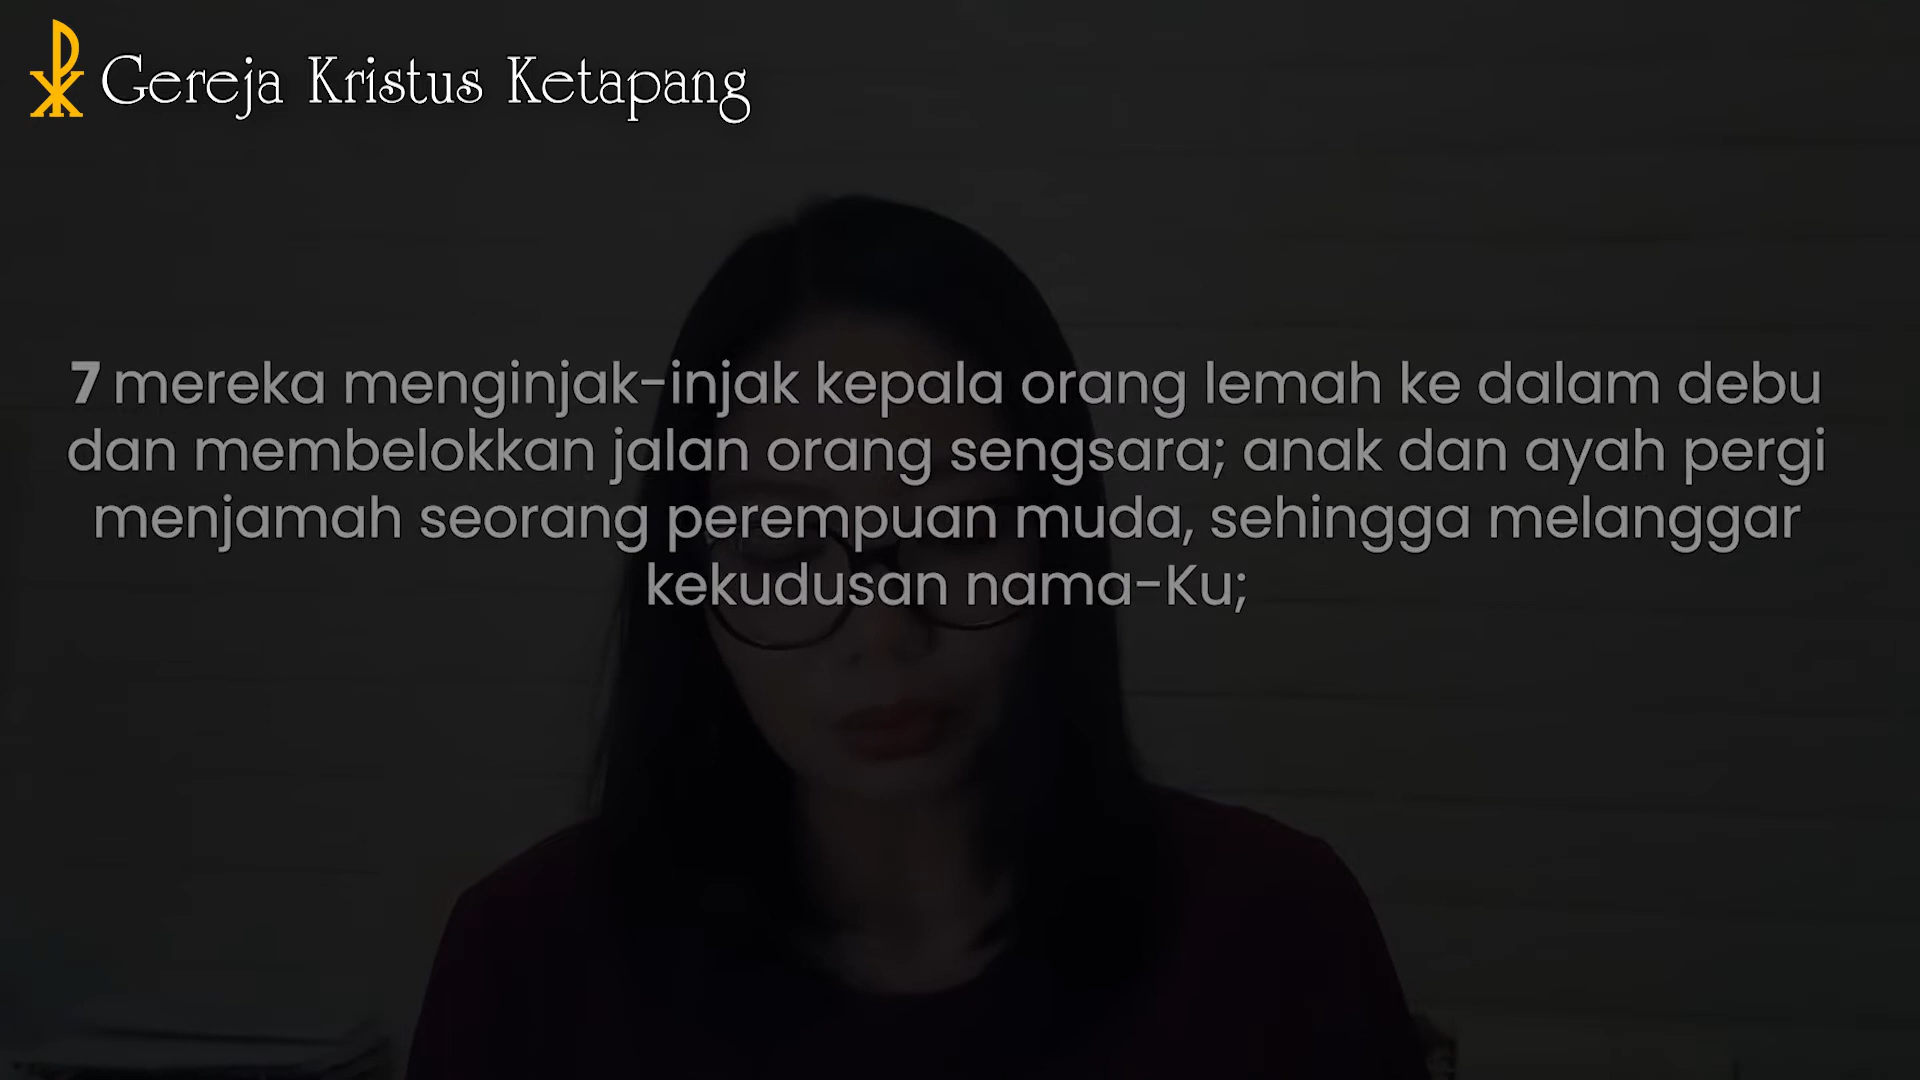 Gereja Kristus Ketapang
7 mereka menginjak-injak kepala orang lemah ke dalam debu
dan membelokkan jalan orang sengsara; anak dan ayah pergi
menjamah seorang perempuan muda, sehingga melanggar
kekudusan nama-Ku;